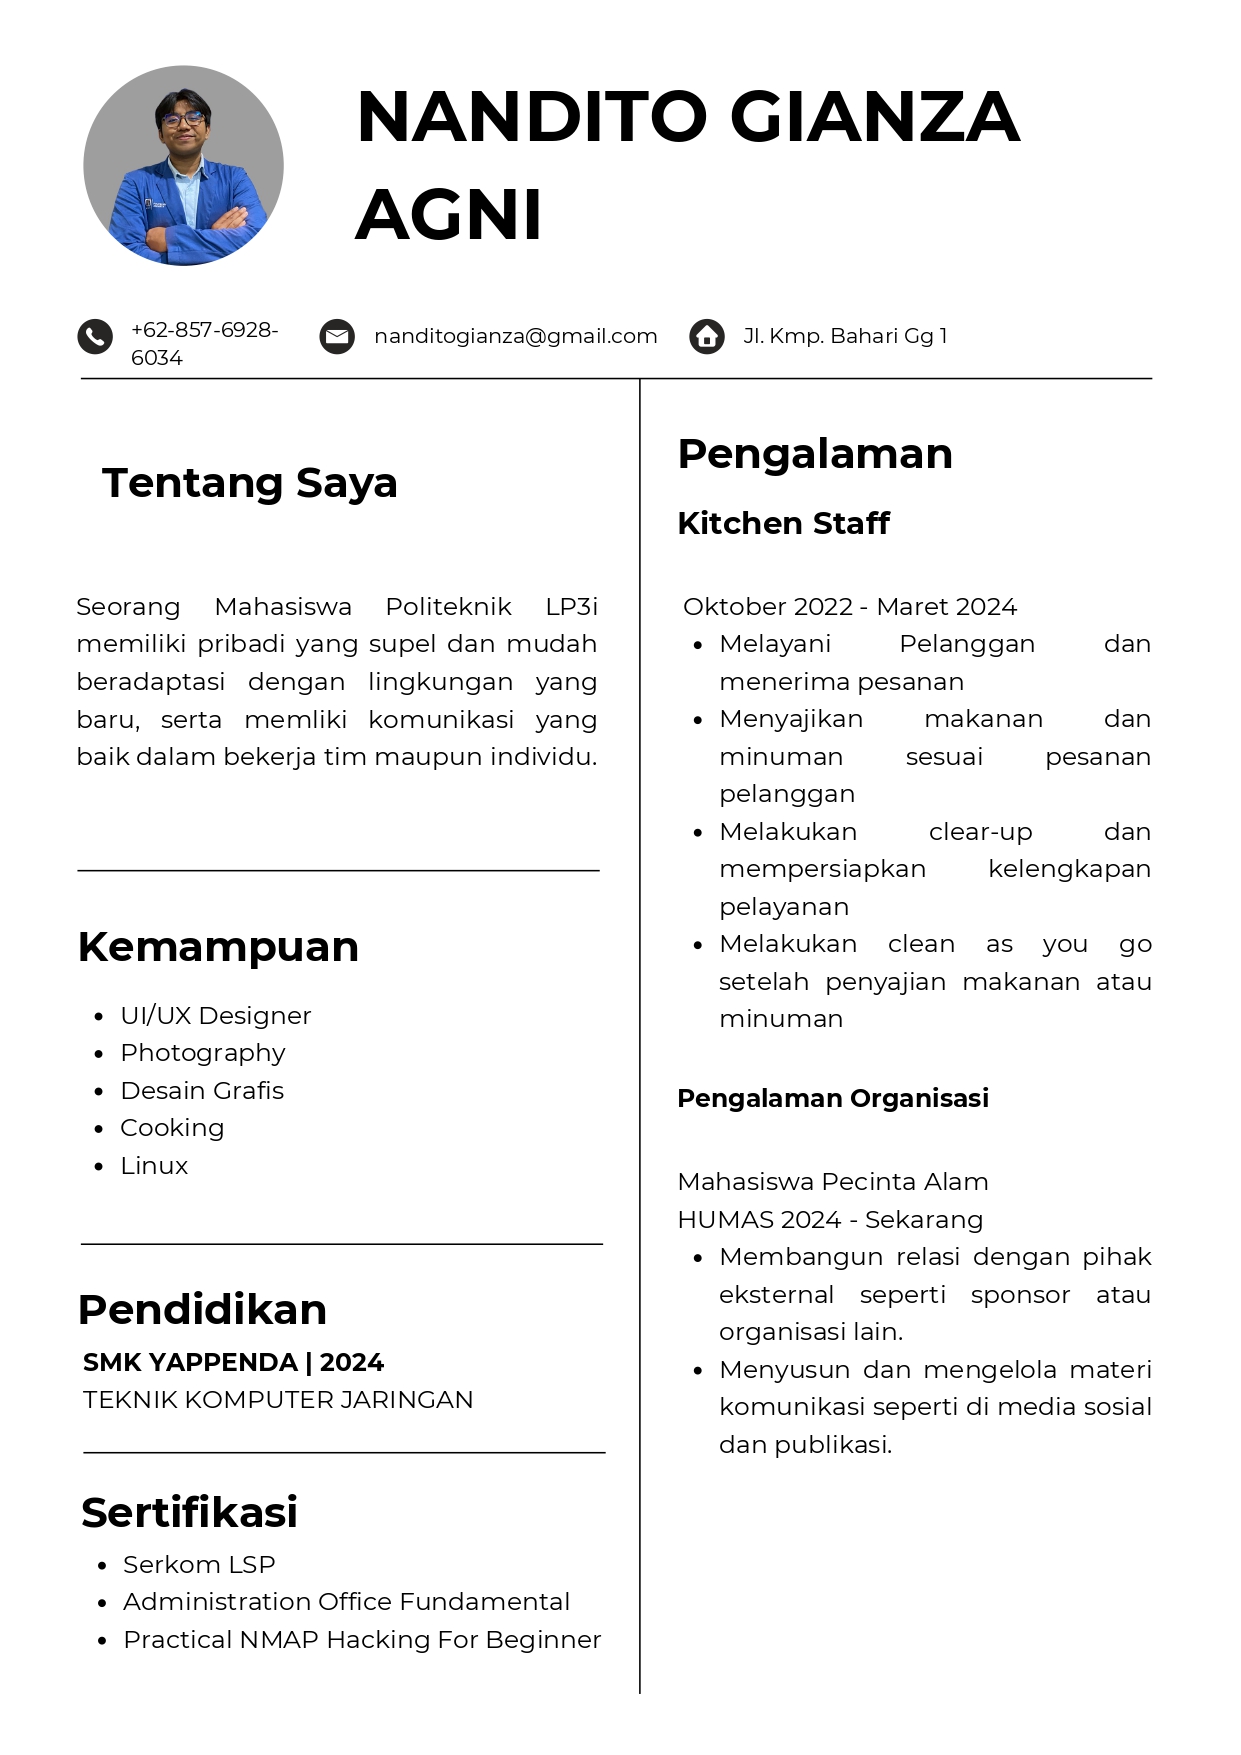 NANDITO GIANZA
AGNI
+62-857-6928-
6034
nanditogianza@gmail.com
Jl. Kmp. Bahari Gg 1
Tentang Saya
Seorang Mahasiswa Politeknik LP3i
memiliki pribadi yang supel dan mudah
beradaptasi dengan lingkungan yang
baru, serta memliki komunikasi yang
baik dalam bekerja tim maupun individu.
Kemampuan
• UI/UX Designer
• Photography
• Desain Grafis
• Cooking
• Linux
Pendidikan
SMK YAPPENDA | 2024
TEKNIK KOMPUTER JARINGAN
Sertifikasi
• Serkom LSP
• Administration Office Fundamental
• Practical NMAP Hacking For Beginner
Pengalaman
Kitchen Staff
Oktober 2022 - Maret 2024
• Melayani Pelanggan dan
menerima pesanan
• Menyajikan makanan dan
minuman sesuai pesanan
pelanggan
• Melakukan clear-up dan
mempersiapkan kelengkapan
pelayanan
• Melakukan clean as you go
setelah penyajian makanan atau
minuman
Pengalaman Organisasi
Mahasiswa Pecinta Alam
HUMAS 2024 - Sekarang
• Membangun relasi dengan pihak
eksternal seperti sponsor atau
organisasi lain.
• Menyusun dan mengelola materi
komunikasi seperti di media sosial
dan publikasi.